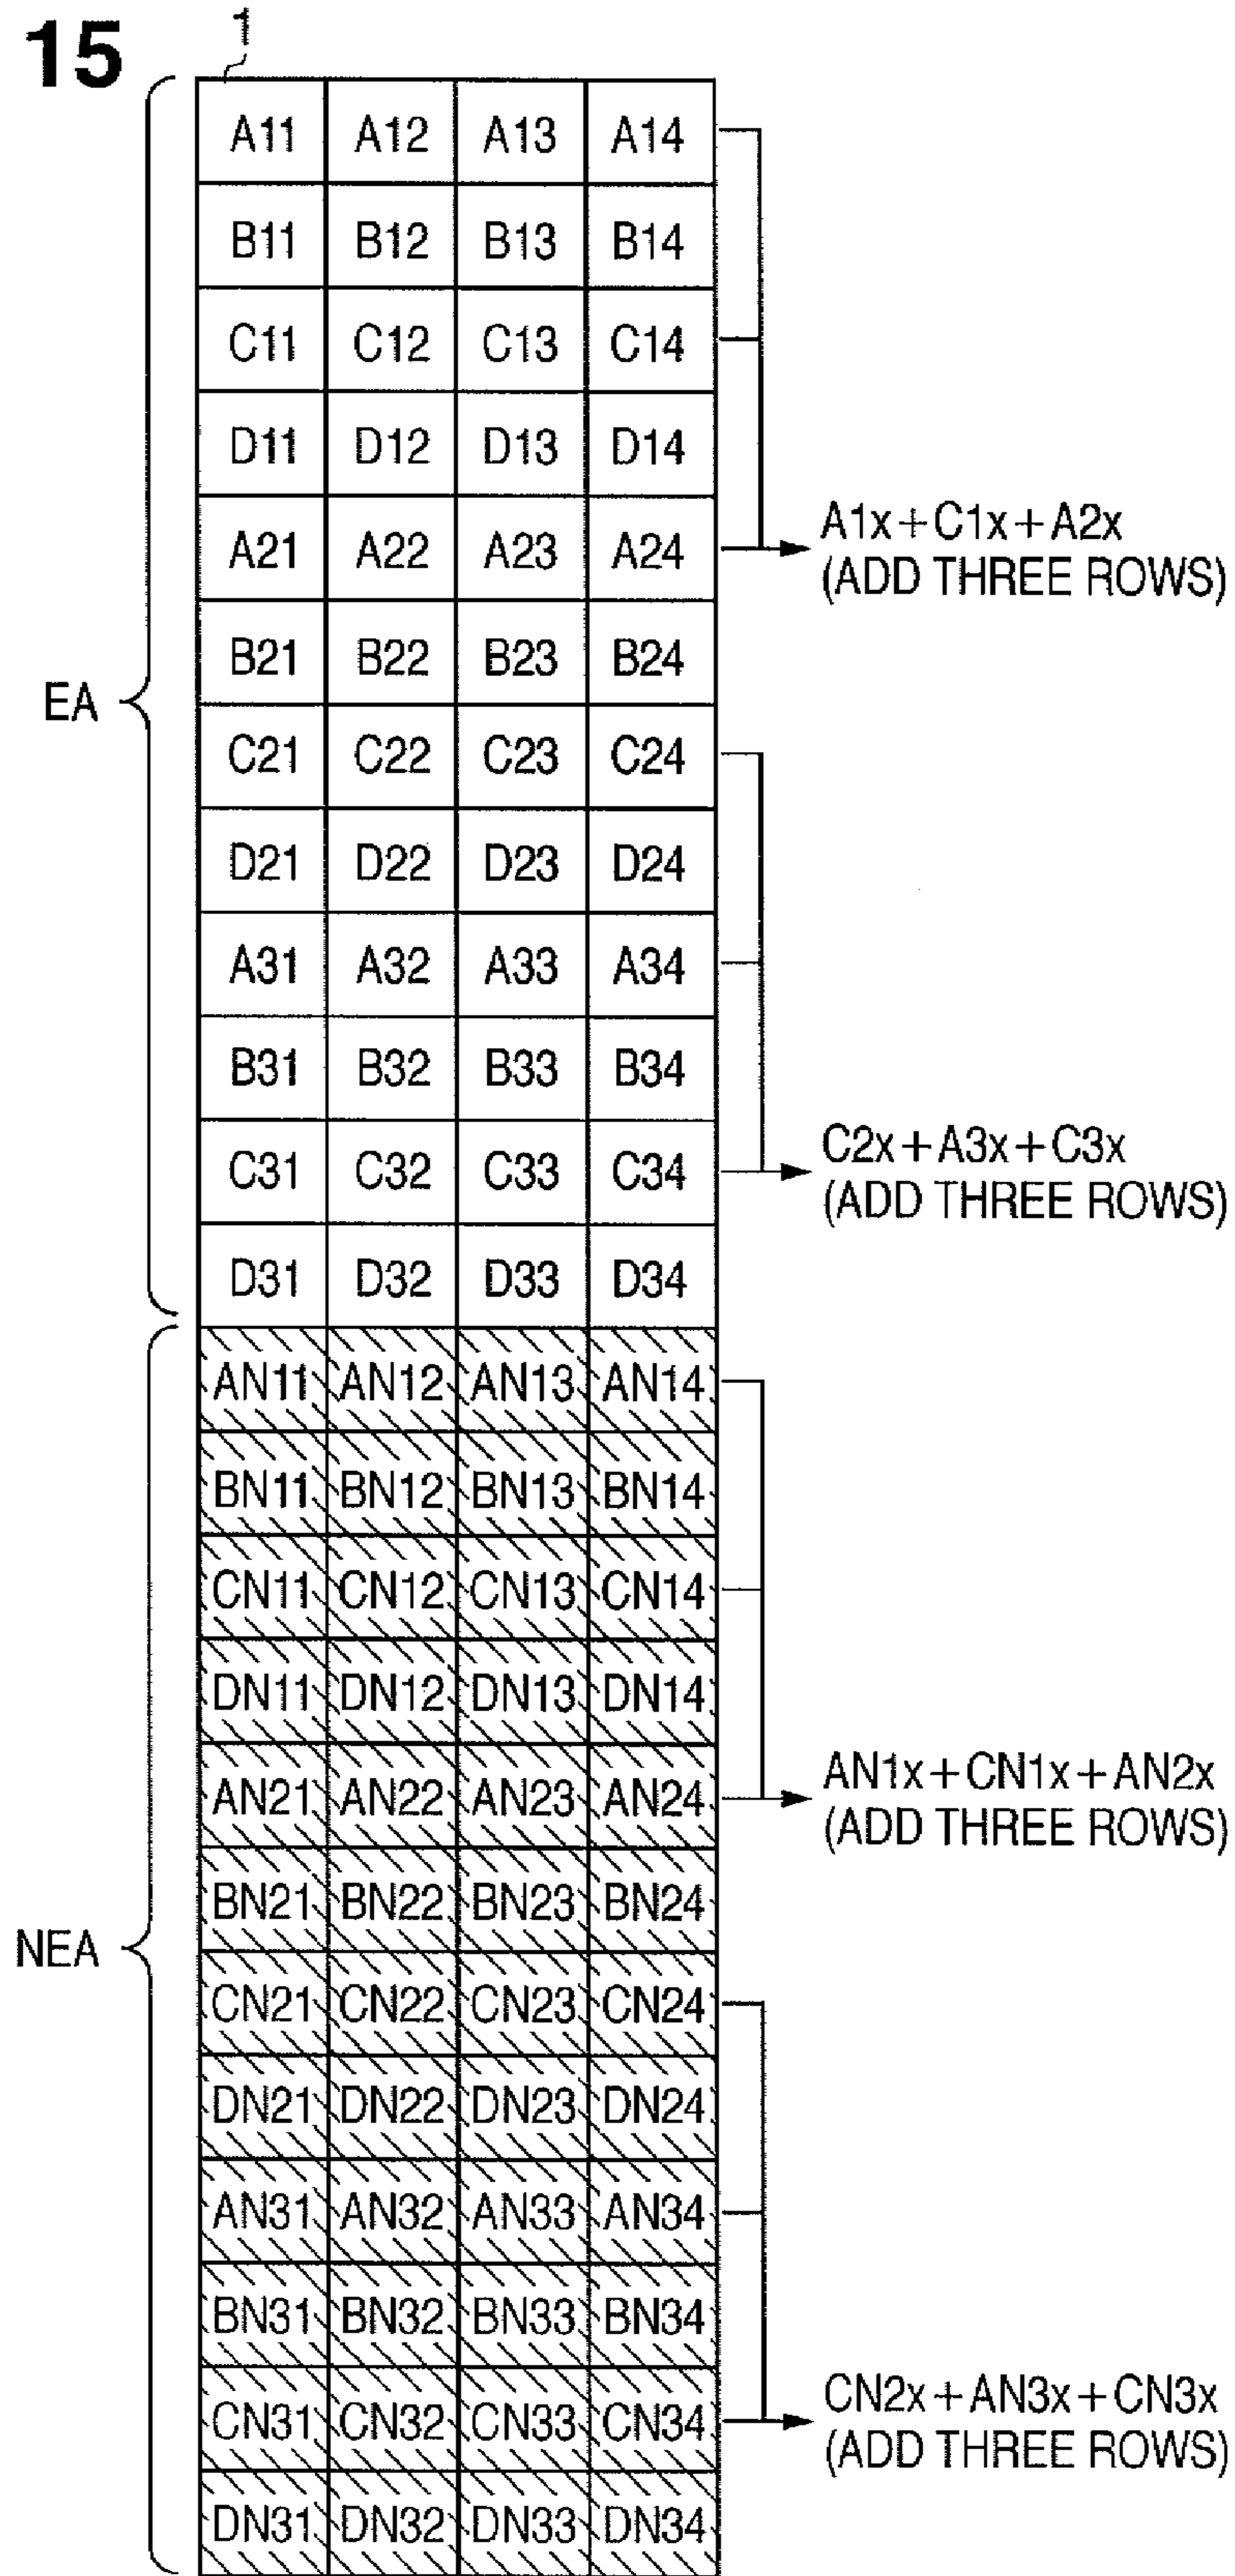 15
1
A11 A12 A13 A14
B11 B12 B13 B14
C11 C12 C13 C14
D11 D12 D13 D14
A21 A22 A23 A24
A1x+C1x+A2x
(ADD THREE ROWS)
B21 B22 B23 B24
EA
C21 C22 C23 C24
D21 D22 D23 D24
A31 A32 A33 A34
B31 B32 B33 B34
C31 C32 C33 C34
C2x+A3x+C3x
(ADD THREE ROWS)
D31 D32 D33 D34
AN11 AN12 AN13 AN14
BN11 BN12 BN13 BN14
CN11 CN12 CN13 CN14
DN11 DN12 DN13 DN14
AN21 AN22 AN23 AN24
AN1x+CN1x+AN2x
(ADD THREE ROWS)
BN21 BN22 BN23 BN24
NEA
CN21 CN22 CN23 CN24
DN21 DN22 DN23 DN24
AN31 AN32 AN33 AN34
BN31 BN32 BN33 BN34
CN31 CN32 CN33 CN34
CN2x+AN3x+CN3x
(ADD THREE ROWS)
DN31 DN32 DN33 DN34